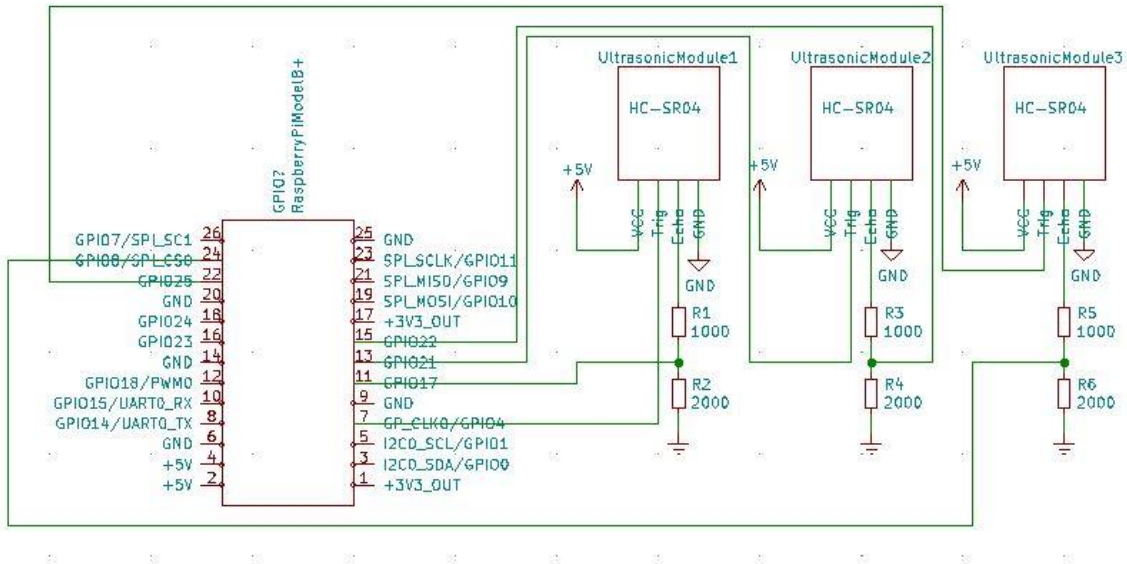 UltrasonicModule1
UltrasonicModule2
UltrasonicModule3
HC-SR04
HC-SR04
HC-SR04
+5V
+5V
+5V
VCC
Trig
Echo
GND
VCC
Trig
Echo
GND
VCC
Trig
Echo
GND
GND
GND
GND
GPIO?
RaspberryPiModelB+
GPIO7/SPI_SC1 26
GPIO8/SPI_CS0 24
GPIO25 22
GND 20
GPIO24 18
GPIO23 16
GND 14
GPIO18/PWM0 12
GPIO15/UART0_RX 10
GPIO14/UART0_TX 8
GND 6
+5V 4
+5V 2
25 GND
23 SPI_SCLK/GPIO11
21 SPI_MISO/GPIO9
19 SPI_MOSI/GPIO10
17 +3V3_OUT
15 GPIO22
13 GPIO21
11 GPIO17
9 GND
7 GP_CLK0/GPIO4
5 I2C0_SCL/GPIO1
3 I2C0_SDA/GPIO0
1 +3V3_OUT
R1
1000
R2
2000
R3
1000
R4
2000
R5
1000
R6
2000